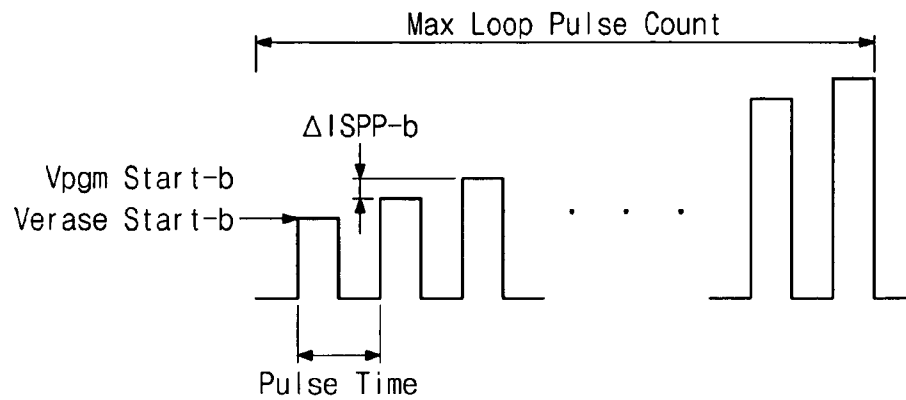 Max Loop Pulse Count
ΔISPP-b
Vpgm Start-b
Verase Start-b
Pulse Time